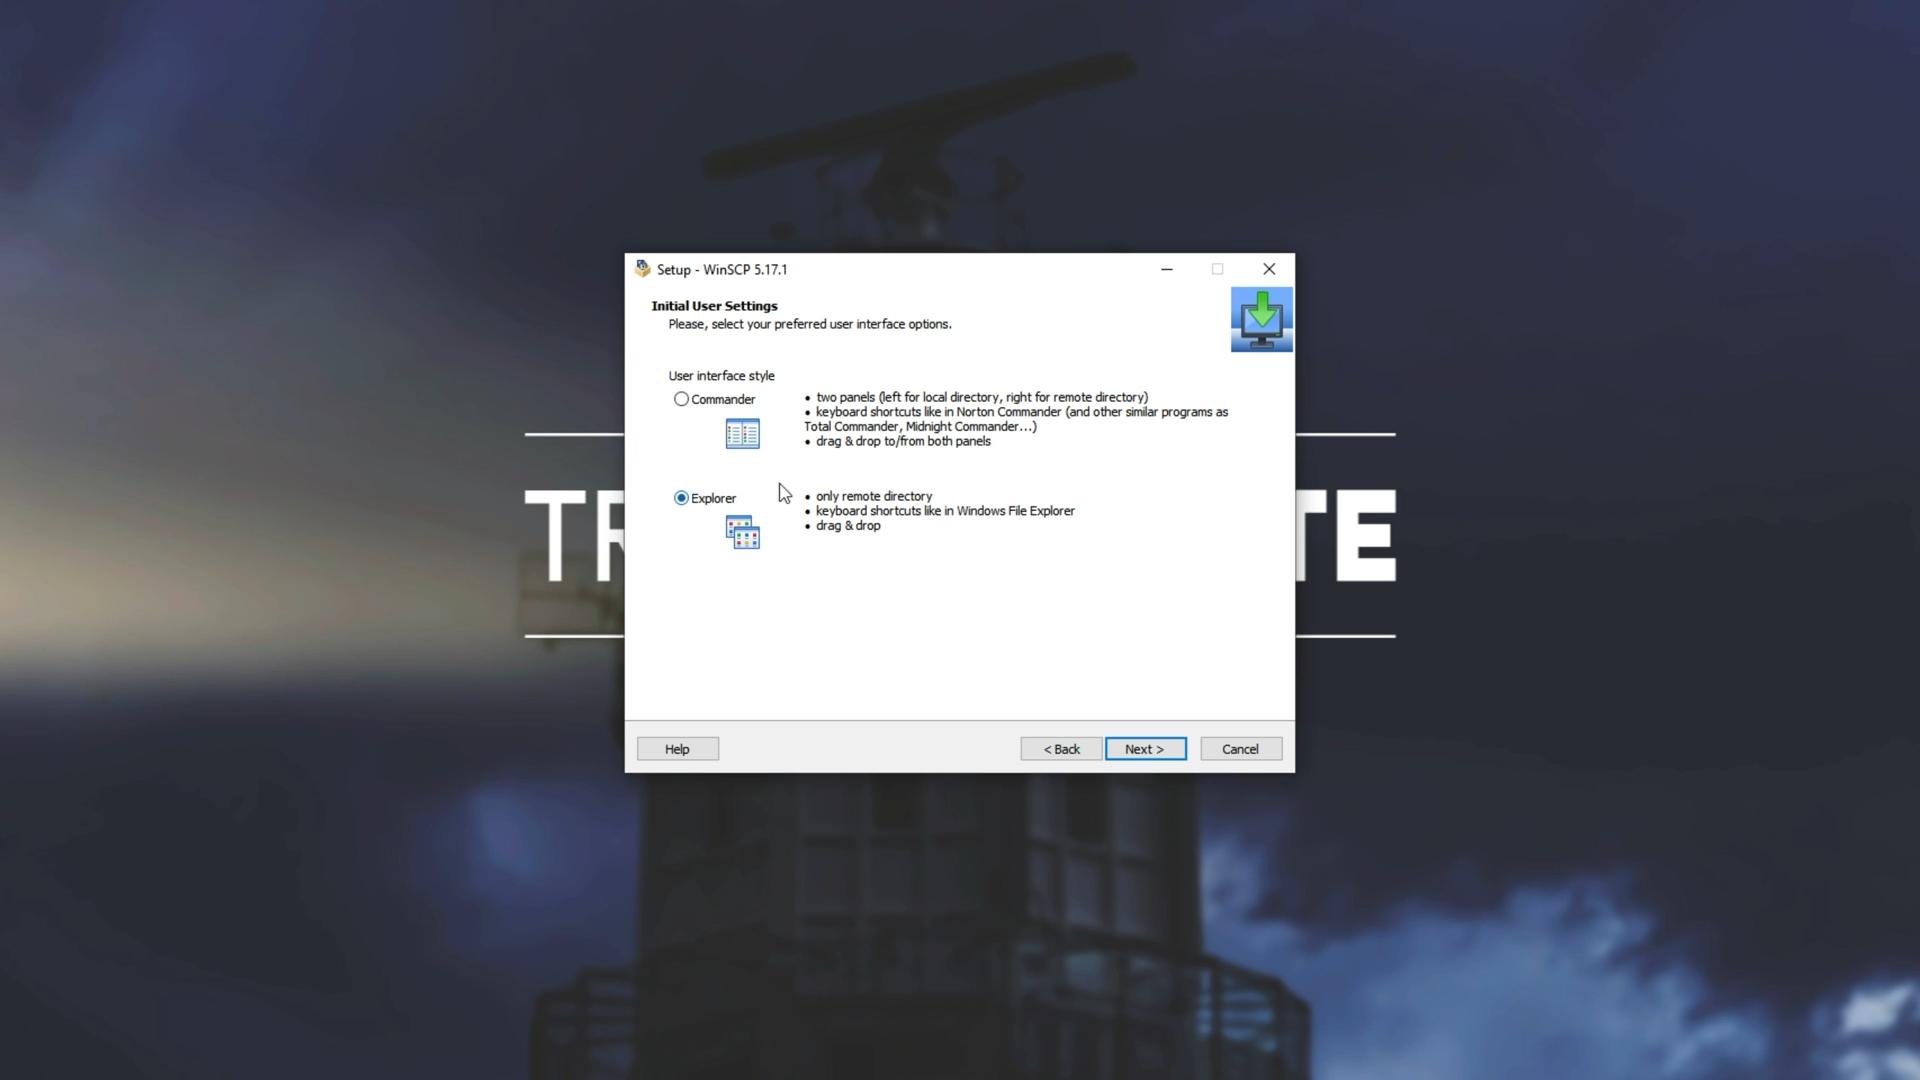 Setup - WinSCP 5.17.1
Initial User Settings
Please, select your preferred user interface options.
User interface style
Commander
• two panels (left for local directory, right for remote directory)
• keyboard shortcuts like in Norton Commander (and other similar programs as
Total Commander, Midnight Commander...)
• drag & drop to/from both panels
Explorer
• only remote directory
• keyboard shortcuts like in Windows File Explorer
• drag & drop
TR
TE
Help
< Back
Next >
Cancel